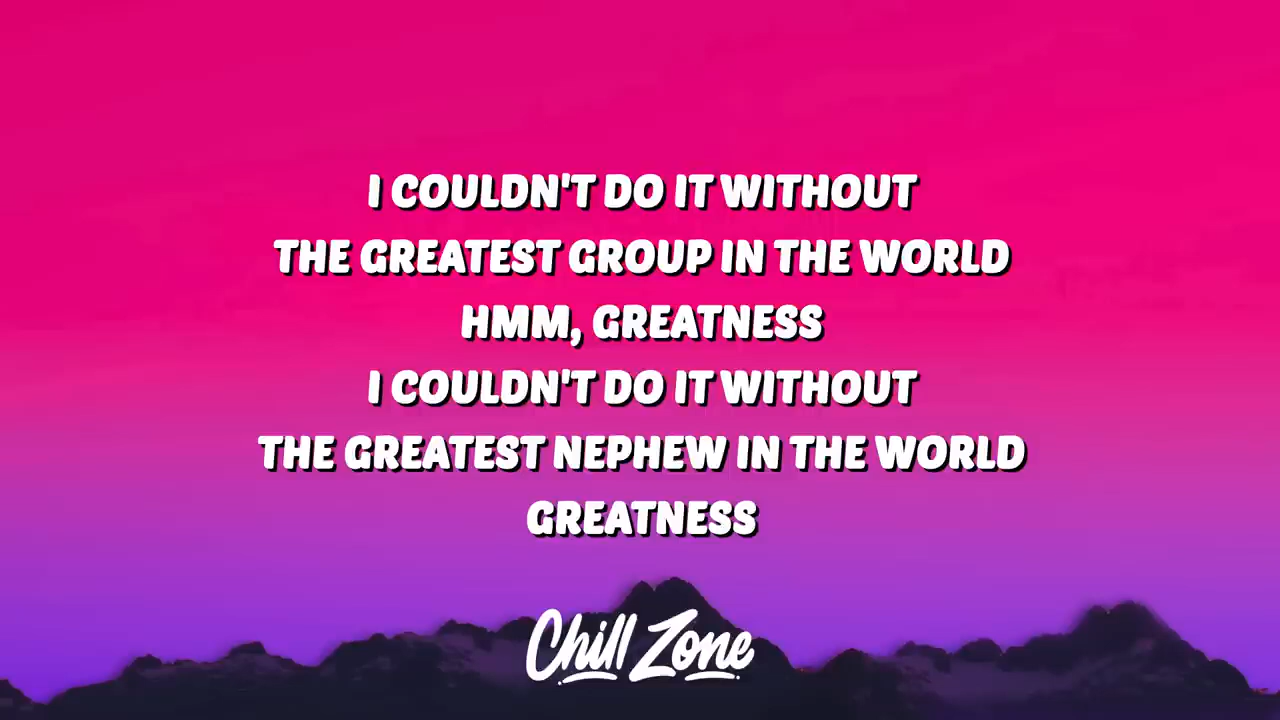 I COULDN'T DO IT WITHOUT
THE GREATEST GROUP IN THE WORLD
HMM, GREATNESS
I COULDN'T DO IT WITHOUT
THE GREATEST NEPHEW IN THE WORLD
GREATNESS
Chill Zone